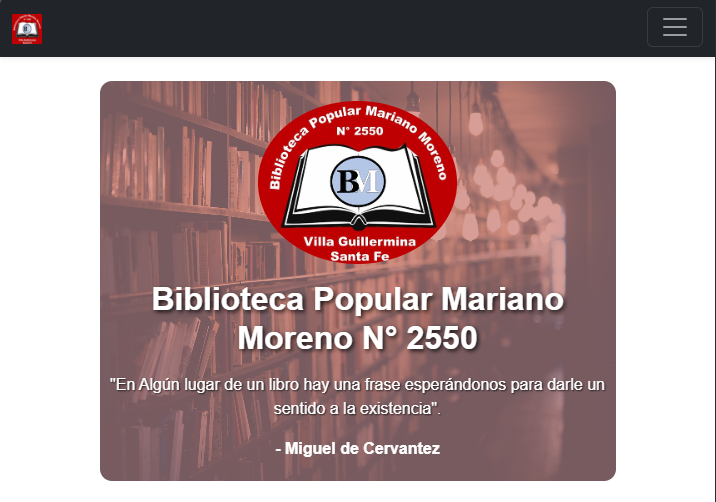 Biblioteca Popular Mariano Moreno
N° 2550
BM
Villa Guillermina
Santa Fe
Biblioteca Popular Mariano
Moreno N° 2550
"En Algún lugar de un libro hay una frase esperándonos para darle un
sentido a la existencia".
- Miguel de Cervantez